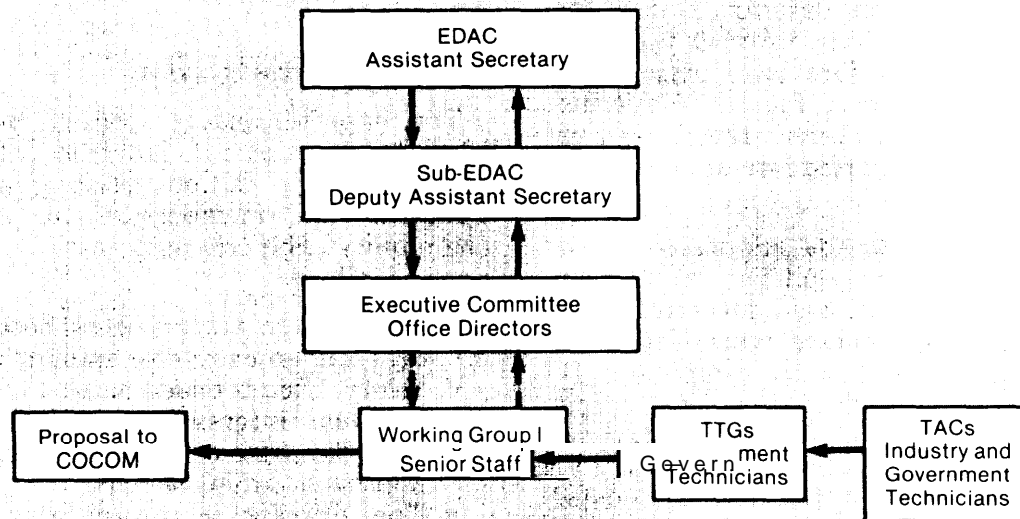 EDAC
Assistant Secretary
Sub-EDAC
Deputy Assistant Secretary
Executive Committee
Office Directors
Proposal to
COCOM
Working Group I
Senior Staff
TTGs
Government
Technicians
TACs
Industry and
Government
Technicians